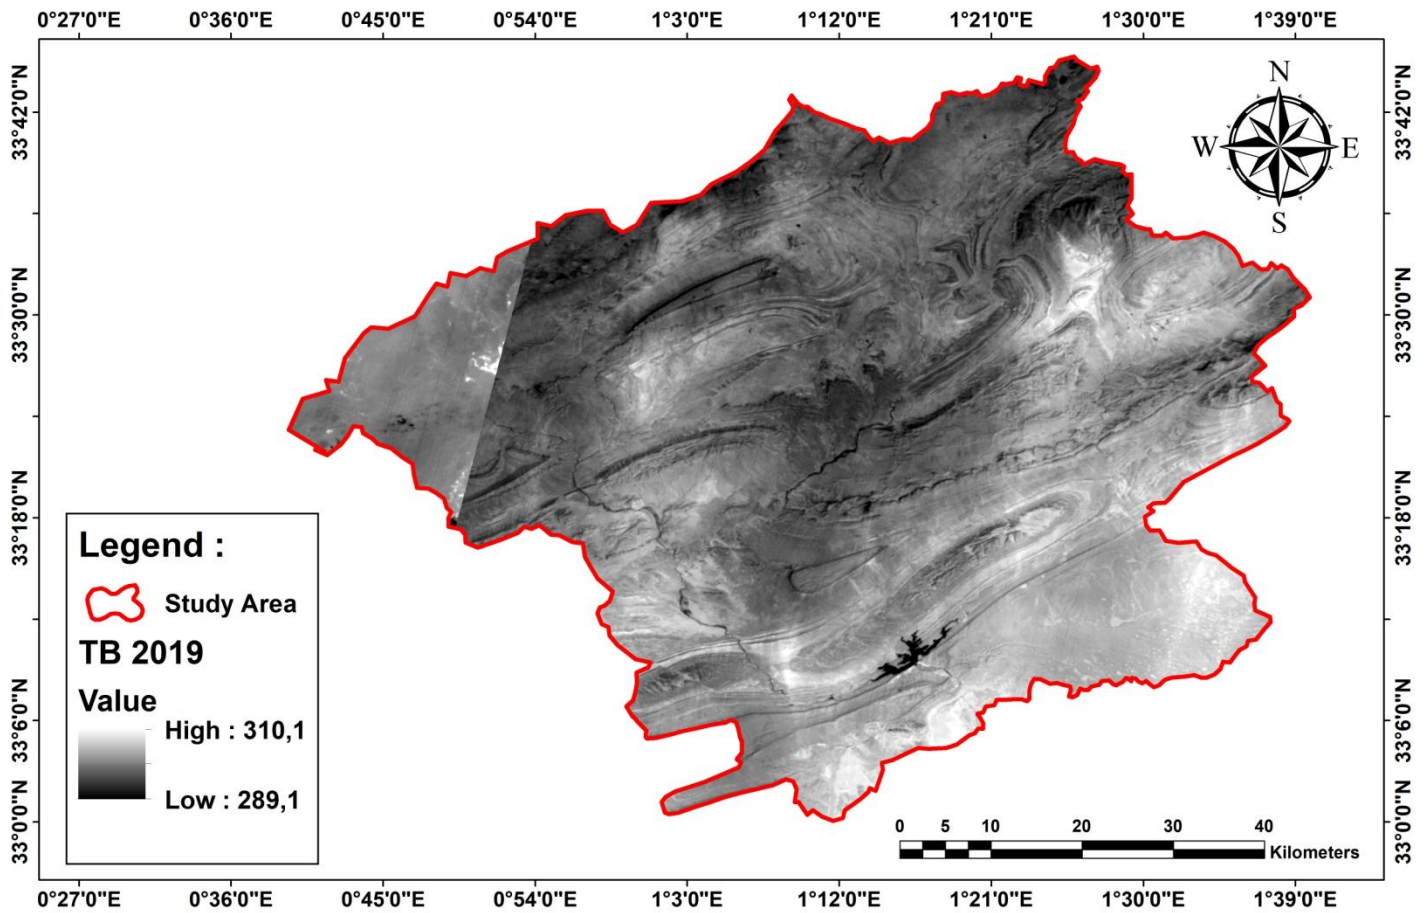 0°27'0"E 0°36'0"E 0°45'0"E 0°54'0"E 1°3'0"E 1°12'0"E 1°21'0"E 1°30'0"E 1°39'0"E
33°42'0"N
33°30'0"N
33°18'0"N
33°6'0"N
33°0'0"N
N
W E
S
33°42'0"N
33°30'0"N
33°18'0"N
33°6'0"N
33°0'0"N
Legend :
Study Area
TB 2019
Value
High : 310,1
Low : 289,1
0 5 10 20 30 40
Kilometers
0°27'0"E 0°36'0"E 0°45'0"E 0°54'0"E 1°3'0"E 1°12'0"E 1°21'0"E 1°30'0"E 1°39'0"E